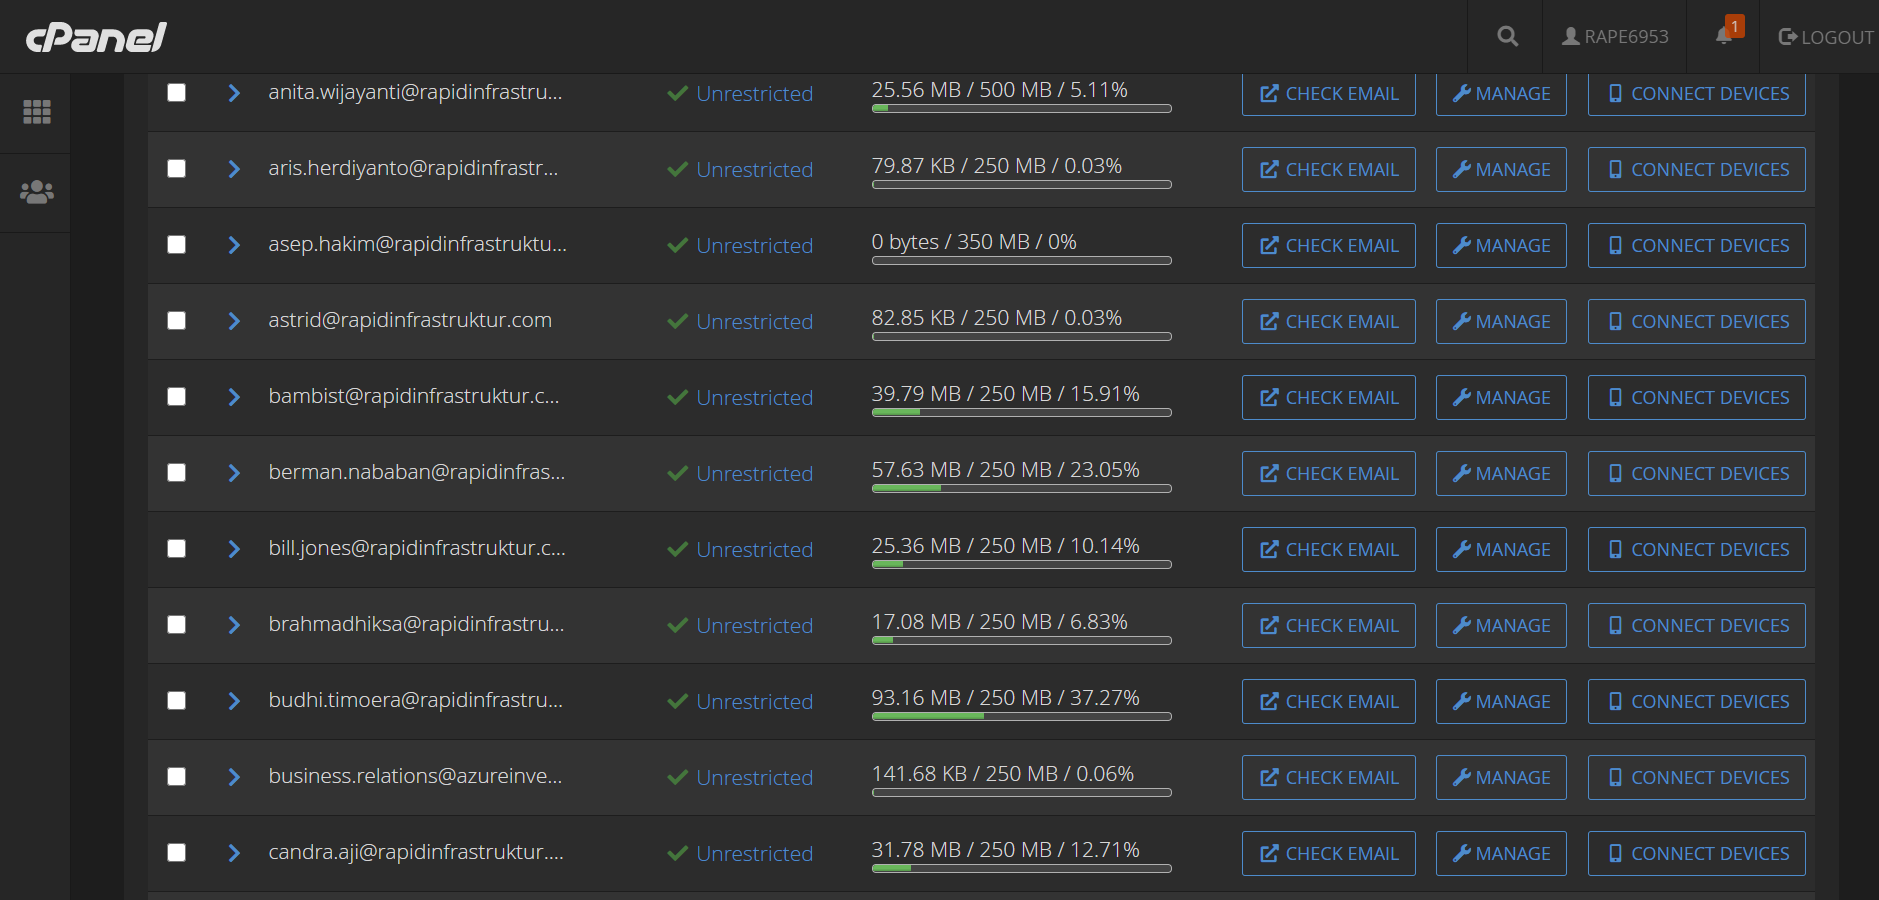 cPanel
RAPE6953
1
LOGOUT
anita.wijayanti@rapidinfrastru... Unrestricted 25.56 MB / 500 MB / 5.11% CHECK EMAIL MANAGE CONNECT DEVICES
aris.herdiyanto@rapidinfrastr... Unrestricted 79.87 KB / 250 MB / 0.03% CHECK EMAIL MANAGE CONNECT DEVICES
asep.hakim@rapidinfrastruktu... Unrestricted 0 bytes / 350 MB / 0% CHECK EMAIL MANAGE CONNECT DEVICES
astrid@rapidinfrastruktur.com Unrestricted 82.85 KB / 250 MB / 0.03% CHECK EMAIL MANAGE CONNECT DEVICES
bambist@rapidinfrastruktur.c... Unrestricted 39.79 MB / 250 MB / 15.91% CHECK EMAIL MANAGE CONNECT DEVICES
berman.nababan@rapidinfras... Unrestricted 57.63 MB / 250 MB / 23.05% CHECK EMAIL MANAGE CONNECT DEVICES
bill.jones@rapidinfrastruktur.c... Unrestricted 25.36 MB / 250 MB / 10.14% CHECK EMAIL MANAGE CONNECT DEVICES
brahmadhiksa@rapidinfrastru... Unrestricted 17.08 MB / 250 MB / 6.83% CHECK EMAIL MANAGE CONNECT DEVICES
budhi.timoera@rapidinfrastru... Unrestricted 93.16 MB / 250 MB / 37.27% CHECK EMAIL MANAGE CONNECT DEVICES
business.relations@azureinve... Unrestricted 141.68 KB / 250 MB / 0.06% CHECK EMAIL MANAGE CONNECT DEVICES
candra.aji@rapidinfrastruktur.... Unrestricted 31.78 MB / 250 MB / 12.71% CHECK EMAIL MANAGE CONNECT DEVICES